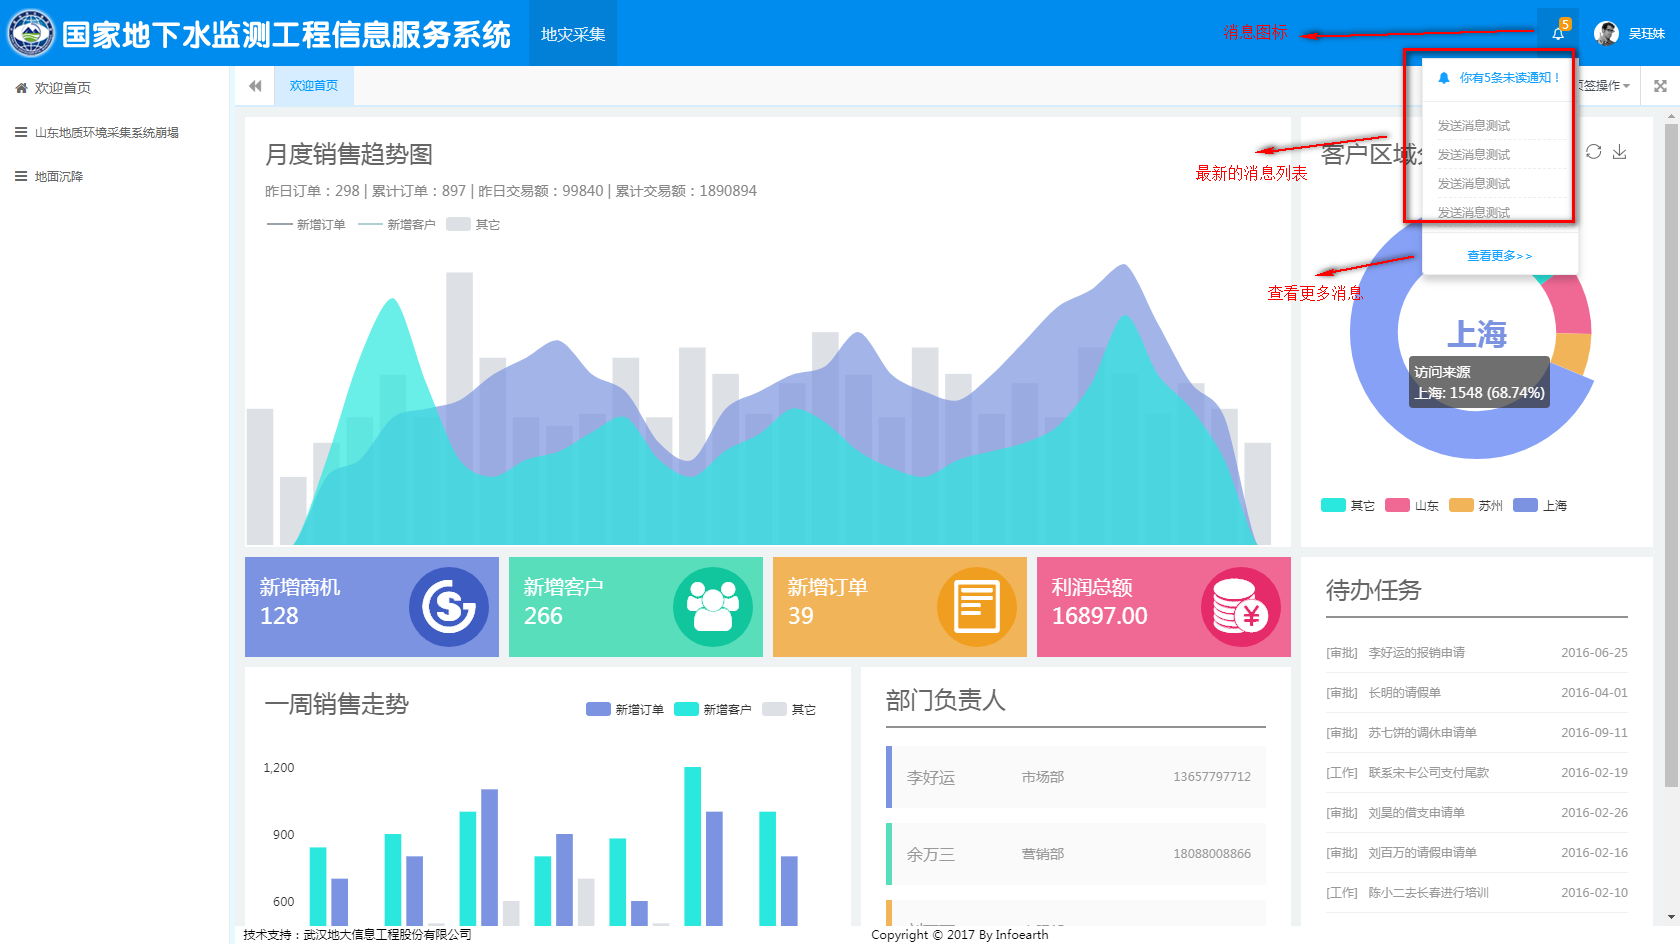 国家地下水监测工程信息服务系统
地灾采集
消息图标
5
吴珏妹
欢迎首页
山东地质环境采集系统崩塌
地面沉降
欢迎首页
页签操作
你有5条未读通知！
发送消息测试
发送消息测试
发送消息测试
发送消息测试
查看更多>>
最新的消息列表
查看更多消息
月度销售趋势图
昨日订单：298 | 累计订单：897 | 昨日交易额：99840 | 累计交易额：1890894
新增订单
新增客户
其它
客户区域
上海
访问来源
上海: 1548 (68.74%)
其它
山东
苏州
上海
新增商机
128
新增客户
266
新增订单
39
利润总额
16897.00
一周销售走势
新增订单
新增客户
其它
1,200
900
600
部门负责人
李好运 市场部 13657797712
余万三 营销部 18088008866
待办任务
[审批] 李好运的报销申请 2016-06-25
[审批] 长明的请假单 2016-04-01
[审批] 苏七饼的调休申请单 2016-09-11
[工作] 联系宋卡公司支付尾款 2016-02-19
[审批] 刘昊的借支申请单 2016-02-26
[审批] 刘百万的请假申请单 2016-02-16
[工作] 陈小二去长春进行培训 2016-02-10
技术支持：武汉地大信息工程股份有限公司
Copyright © 2017 By Infoearth